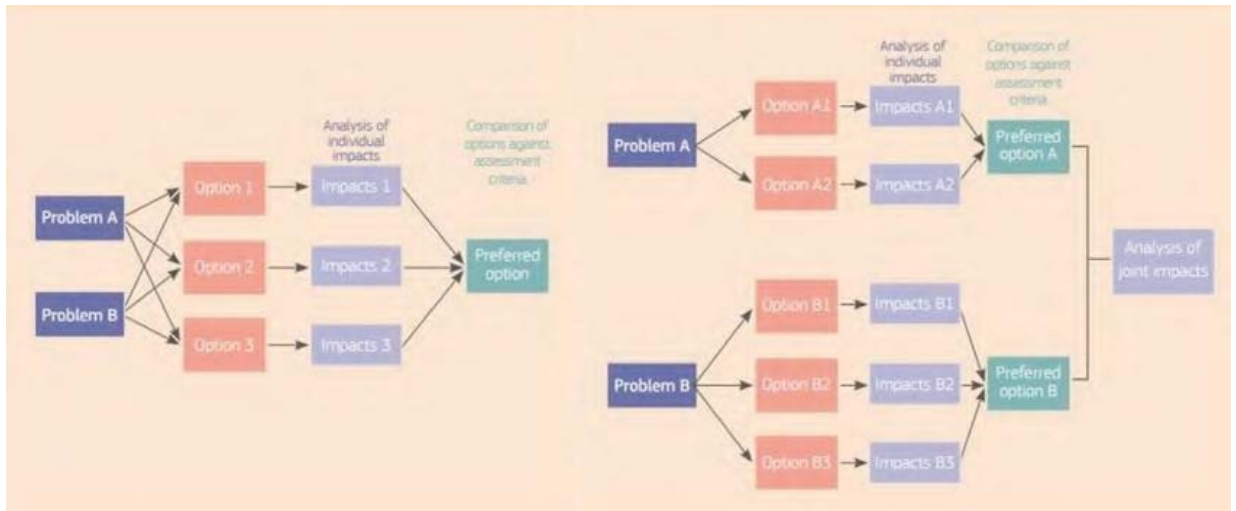 Analysis of
individual
impacts
Comparison of
options against
assessment
criteria
Problem A
Problem B
Option 1
Option 2
Option 3
Impacts 1
Impacts 2
Impacts 3
Preferred
option
Analysis of
individual
impacts
Comparison of
options against
assessment
criteria
Problem A
Option A1
Option A2
Impacts A1
Impacts A2
Preferred
option A
Problem B
Option B1
Option B2
Option B3
Impacts B1
Impacts B2
Impacts B3
Preferred
option B
Analysis of
joint impacts